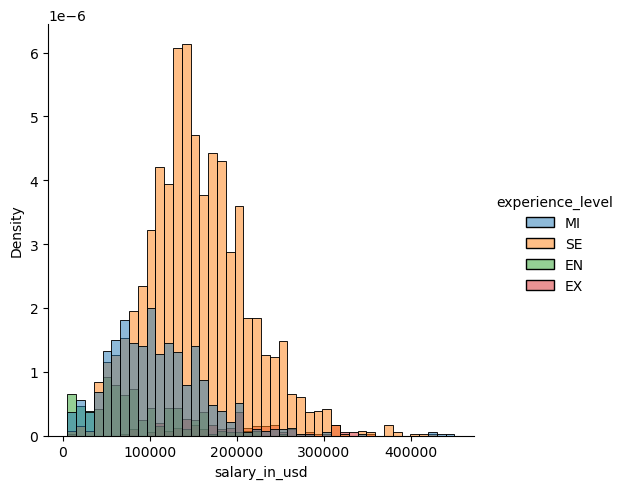 1e−6
6
5
4
3
2
1
0
Density
0
100000
200000
300000
400000
salary_in_usd
experience_level
MI
SE
EN
EX